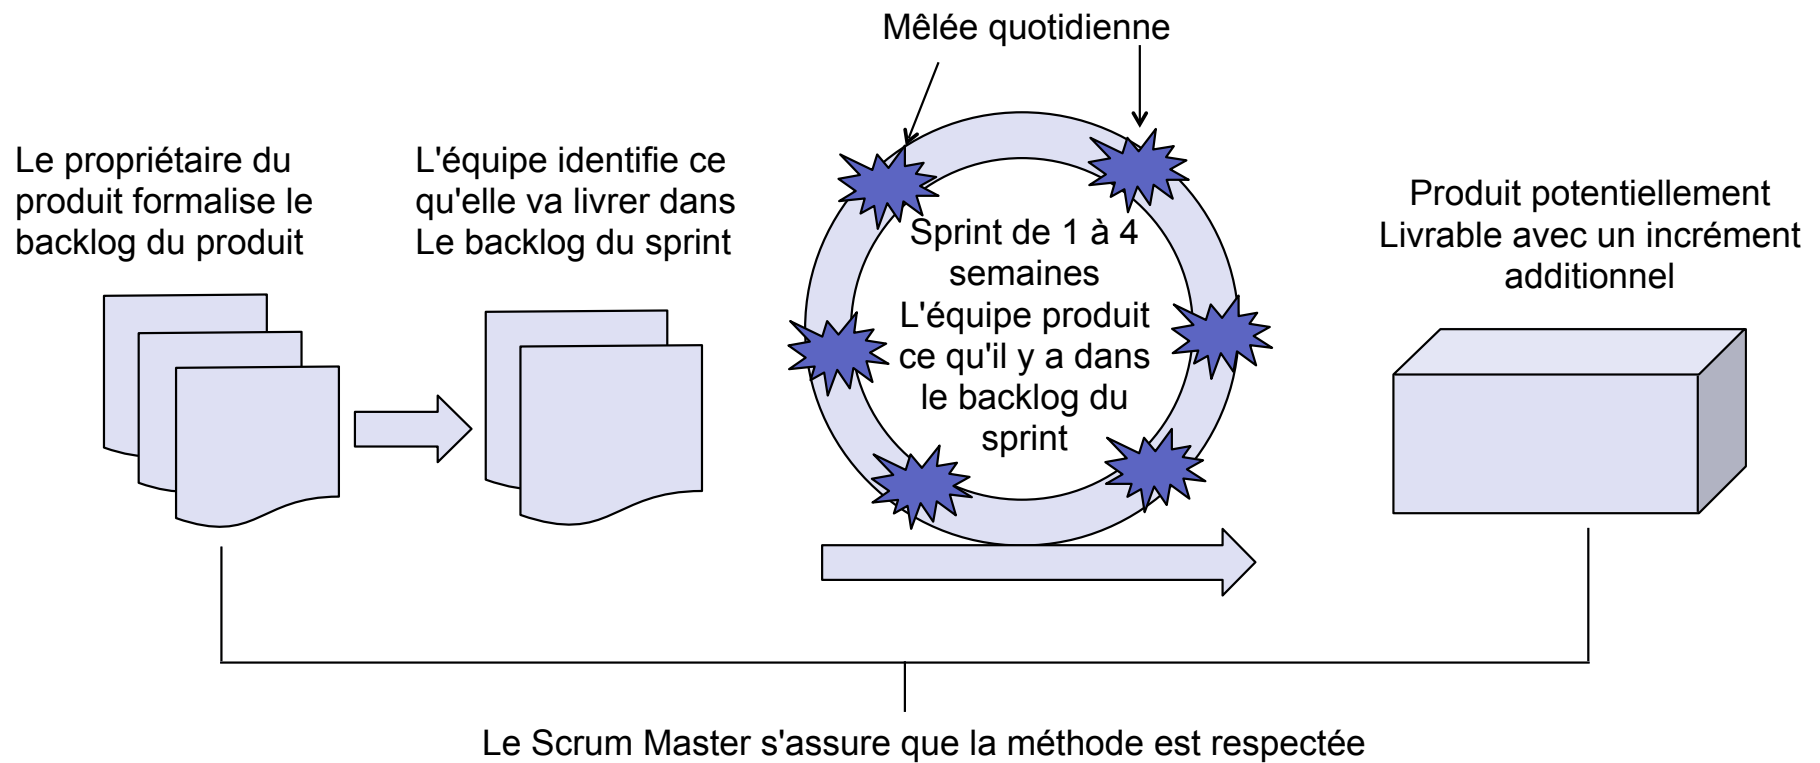 Mêlée quotidienne
Le propriétaire du
produit formalise le
backlog du produit
L'équipe identifie ce
qu'elle va livrer dans
Le backlog du sprint
Sprint de 1 à 4
semaines
L'équipe produit
ce qu'il y a dans
le backlog du
sprint
Produit potentiellement
Livrable avec un incrément
additionnel
Le Scrum Master s'assure que la méthode est respectée